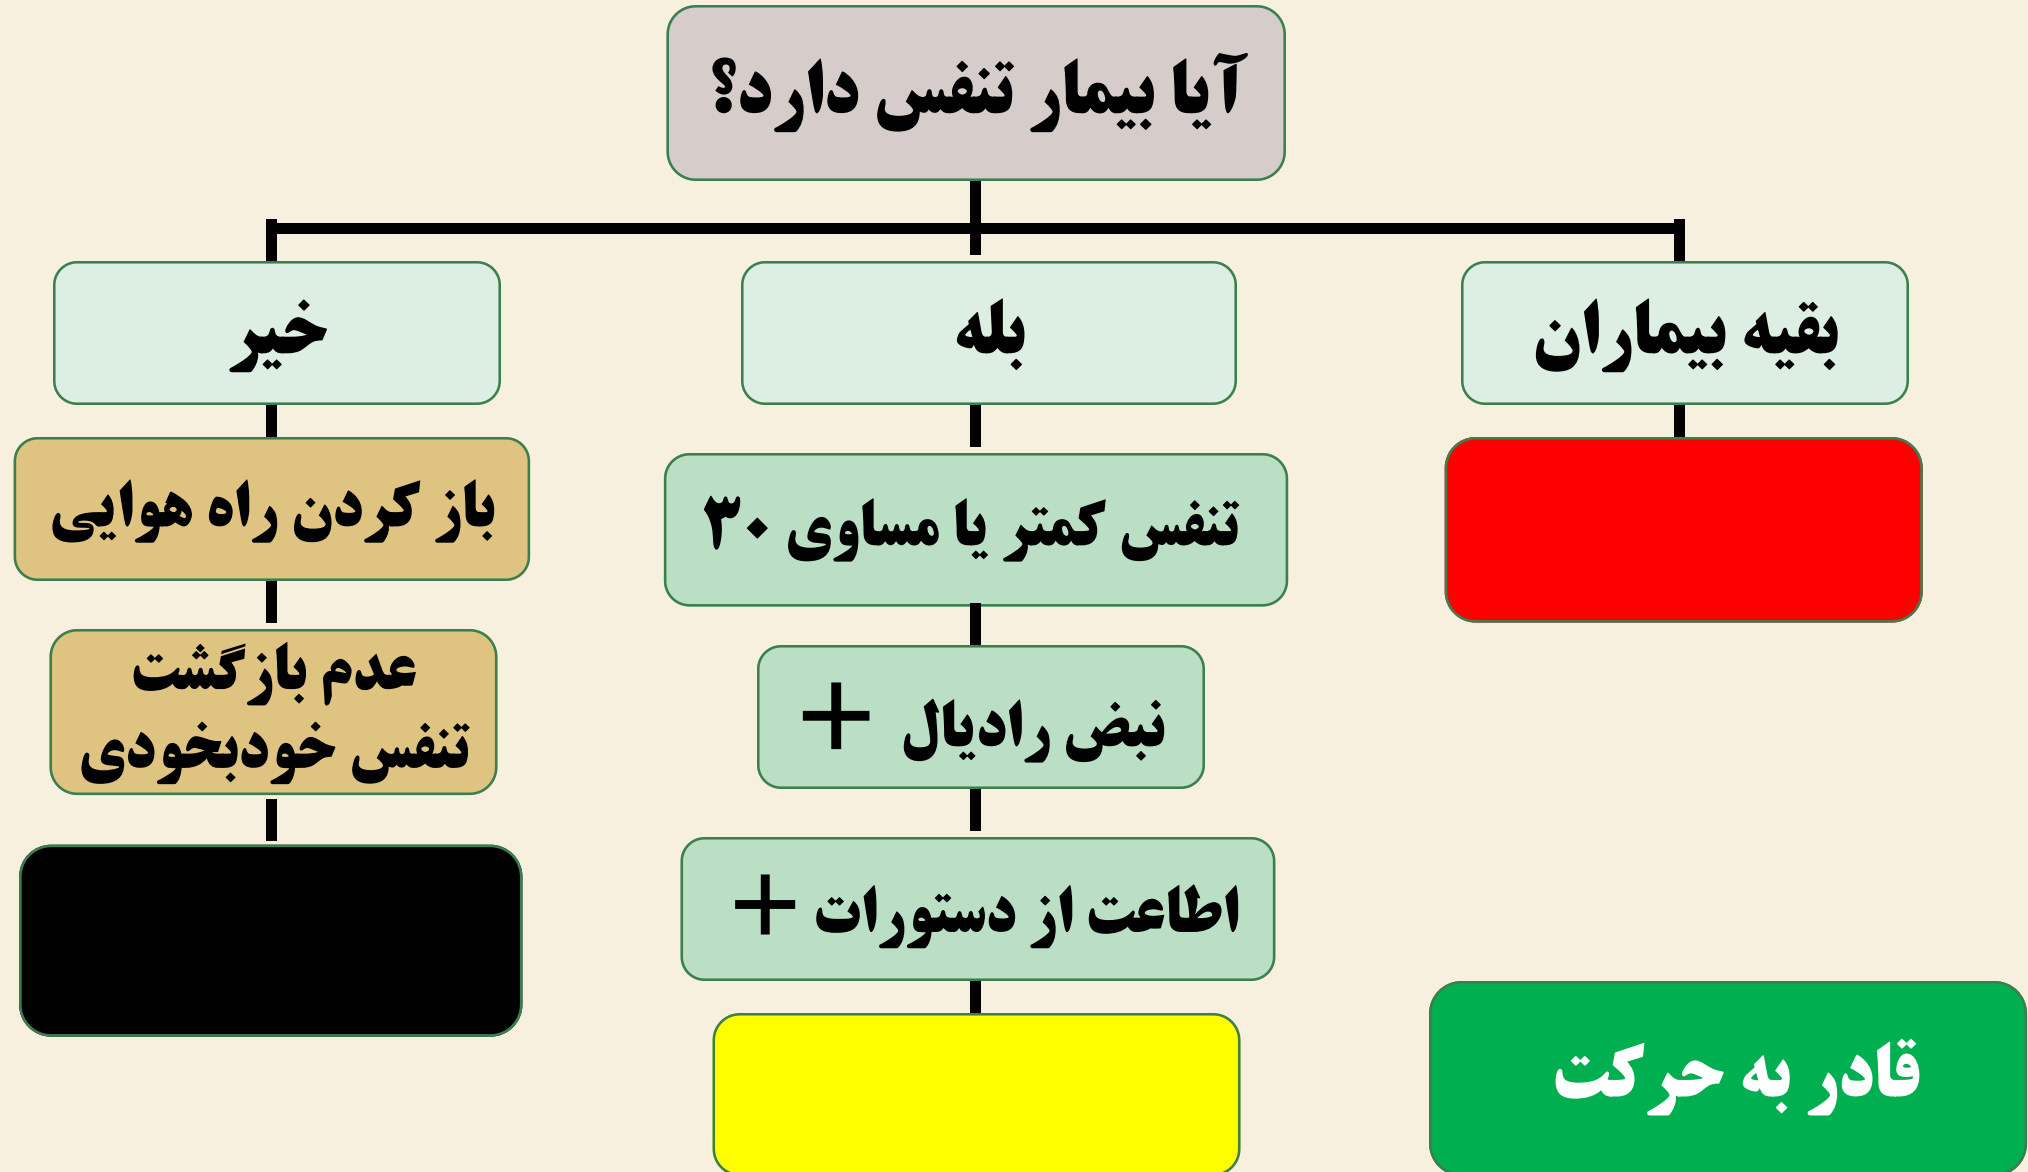 آیا بیمار تنفس دارد؟
بقیه بیماران
بله
خیر
تنفس کمتر یا مساوی ۳۰
نبض رادیال +
اطاعت از دستورات +
باز کردن راه هوایی
عدم بازگشت
تنفس خودبخودی
قادر به حرکت